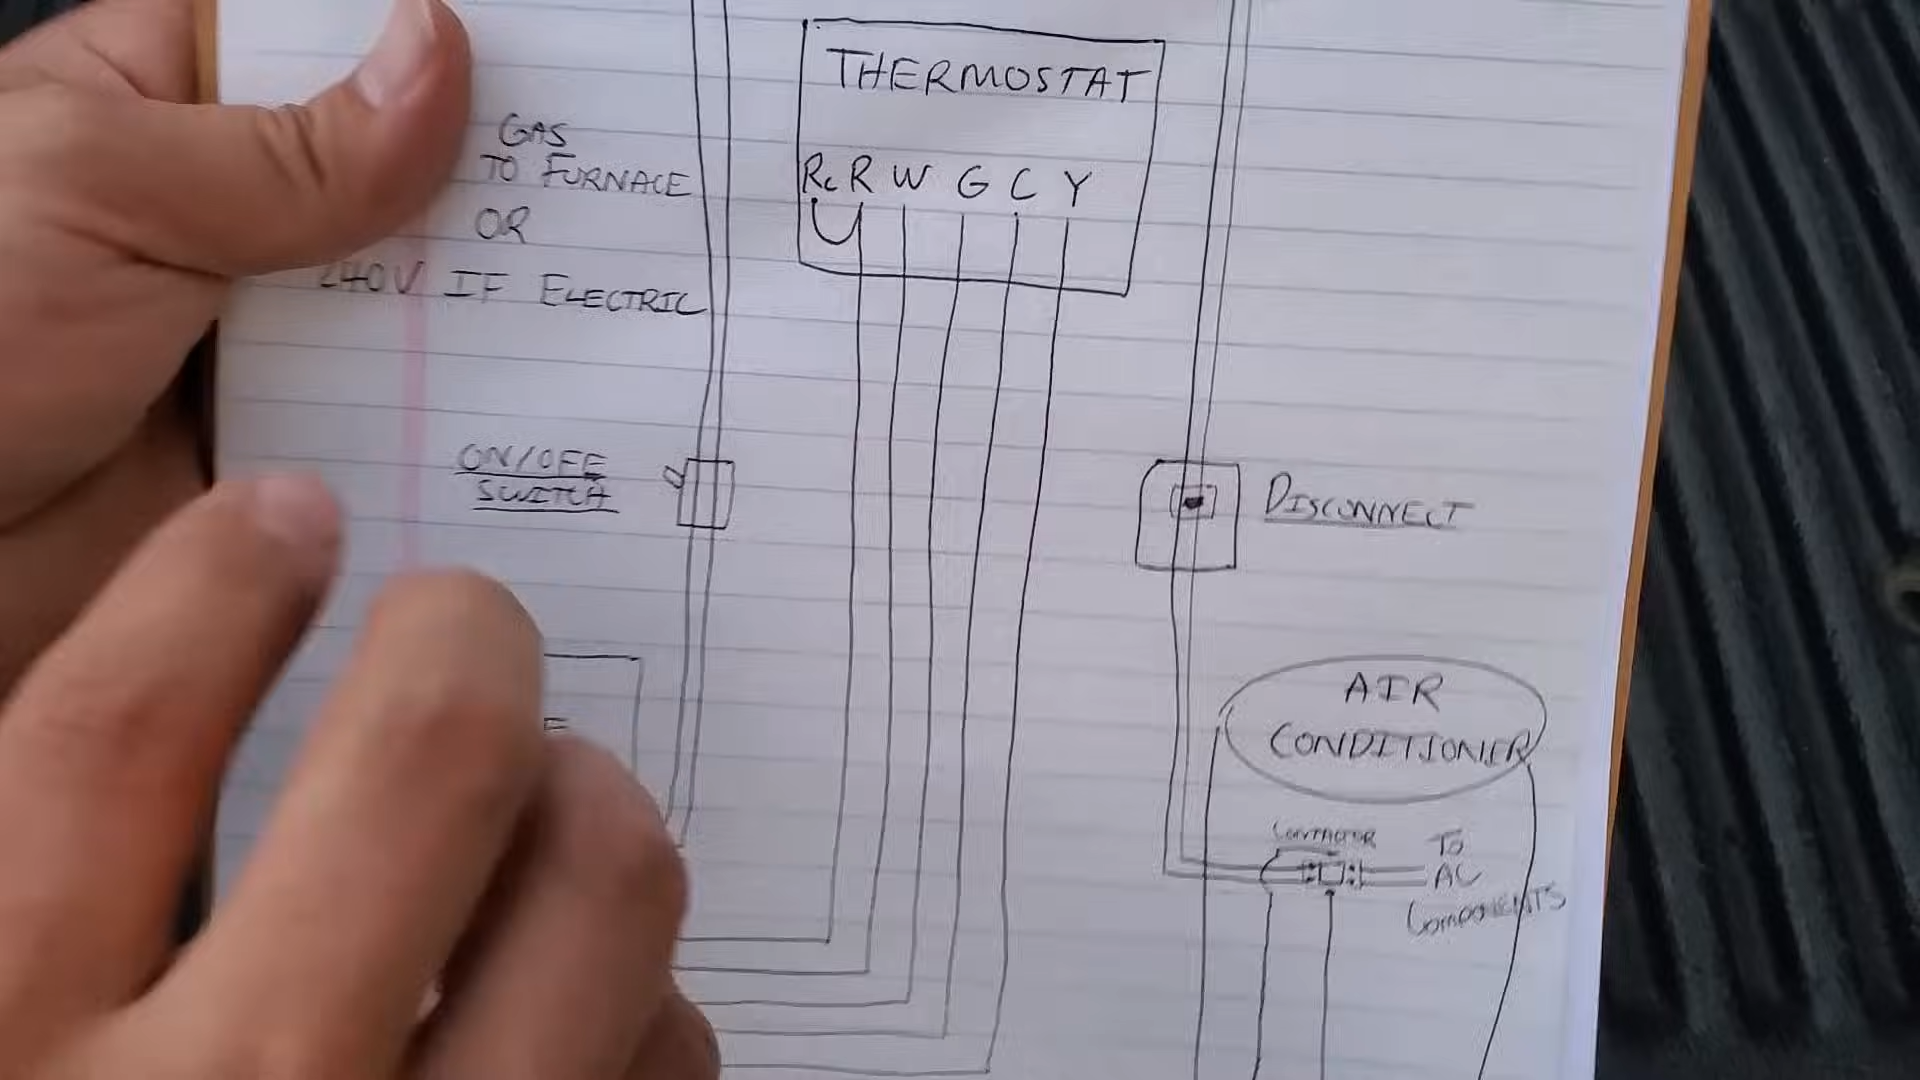 THERMOSTAT
GAS
TO FURNACE
OR
240V IF ELECTRIC
Rc R W G C Y
ON/OFF
SWITCH
DISCONNECT
AIR
CONDITIONER
CONTACTOR
TO
AC
COMPONENTS